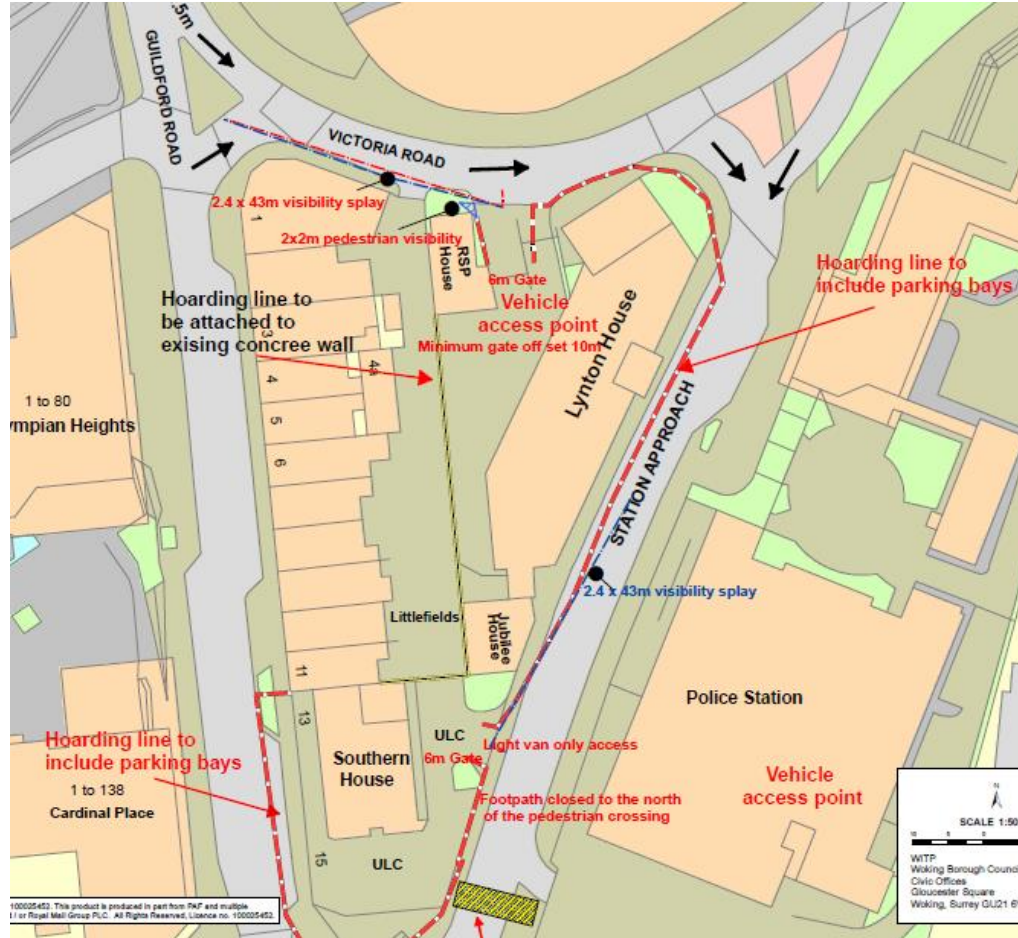 .5m
GUILDFORD ROAD
VICTORIA ROAD
2.4 x 43m visibility splay
2x2m pedestrian visibility
1
RSP
House
6m Gate
Vehicle
access point
Minimum gate off set 10m
Hoarding line to
include parking bays
Hoarding line to
be attached to
exising concree wall
3
4a
4
5
6
Lynton House
STATION APPROACH
1 to 80
ympian Heights
2.4 x 43m visibility splay
Littlefields
Jubilee
House
11
13
Police Station
ULC
6m Gate
Light van only access
Southern
House
Hoarding line to
include parking bays
1 to 138
Cardinal Place
Footpath closed to the north
of the pedestrian crossing
Vehicle
access point
15
ULC
N
SCALE 1:50
WITP
Woking Borough Counci
Civic Offices
Gloucester Square
Woking, Surrey GU21 6
100025452. This product is produced in part from PAF and multiple
or Royal Mail Group PLC. All Rights Reserved, Licence no. 100025452.